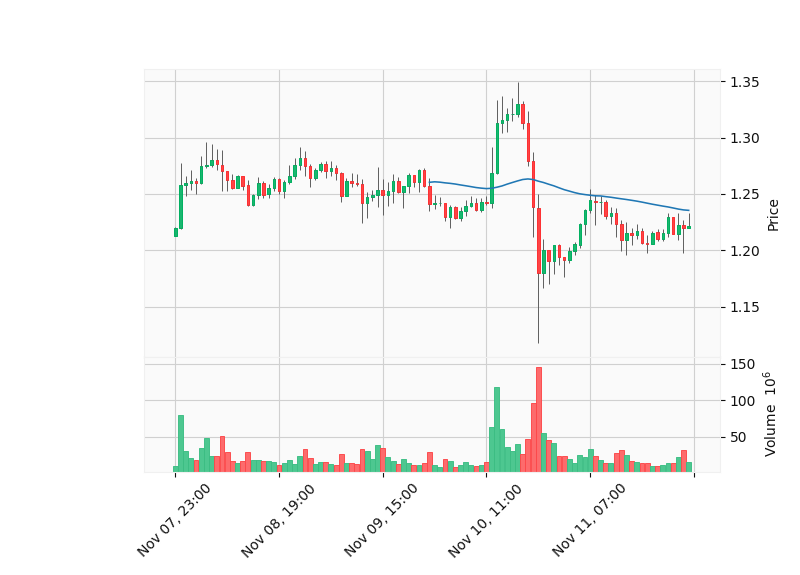 1.35
1.30
1.25
1.20
1.15
Price
150
100
50
Volume 10^6
Nov 07, 23:00
Nov 08, 19:00
Nov 09, 15:00
Nov 10, 11:00
Nov 11, 07:00